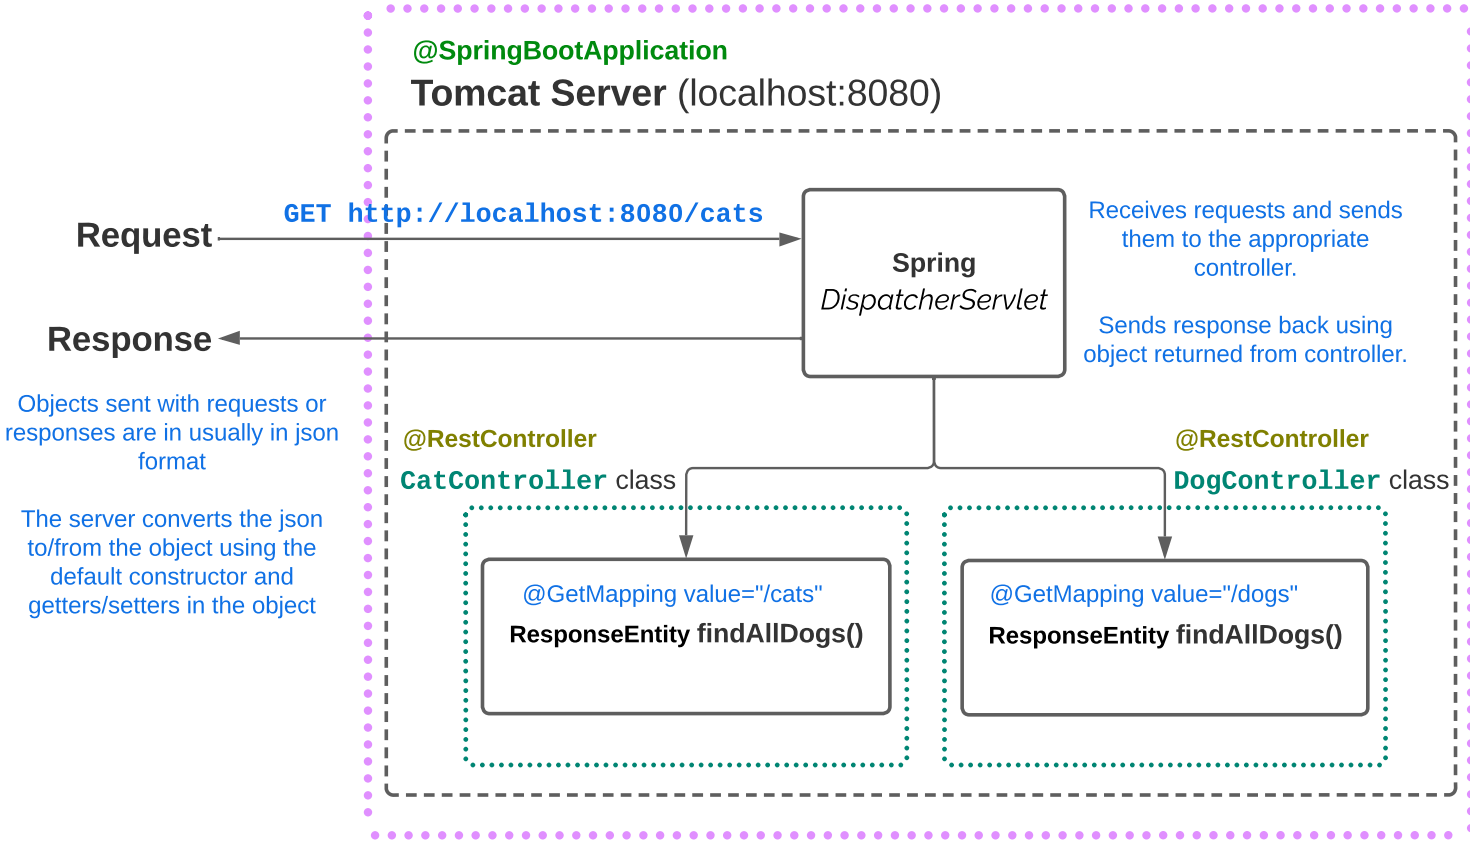 @SpringBootApplication
Tomcat Server (localhost:8080)
GET http://localhost:8080/cats
Request
Response
Objects sent with requests or
responses are in usually in json
format
The server converts the json
to/from the object using the
default constructor and
getters/setters in the object
Spring
DispatcherServlet
Receives requests and sends
them to the appropriate
controller.
Sends response back using
object returned from controller.
@RestController
CatController class
@GetMapping value="/cats"
ResponseEntity findAllDogs()
@RestController
DogController class
@GetMapping value="/dogs"
ResponseEntity findAllDogs()